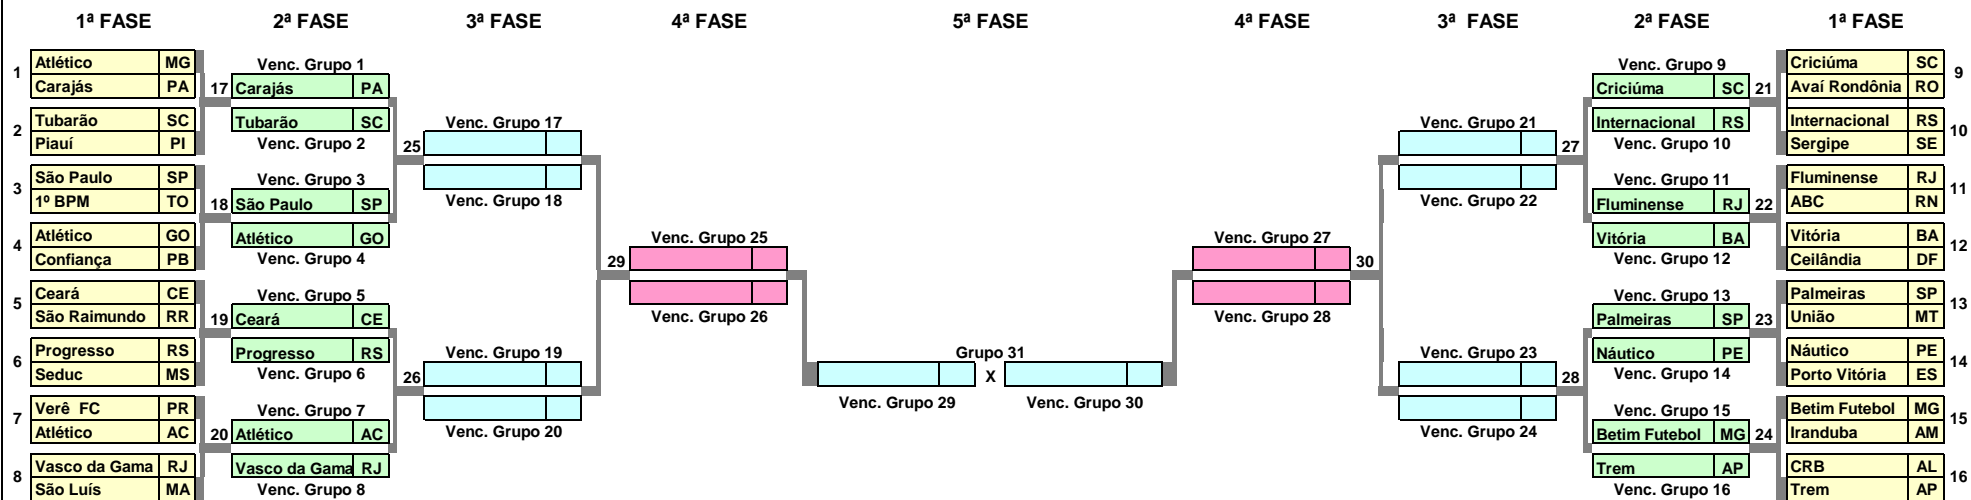 1ª FASE 2ª FASE 3ª FASE 4ª FASE 5ª FASE 4ª FASE 3ª FASE 2ª FASE 1ª FASE
1
Atlético MG
Carajás PA
2
Tubarão SC
Piauí PI
3
São Paulo SP
1º BPM TO
4
Atlético GO
Confiança PB
5
Ceará CE
São Raimundo RR
6
Progresso RS
Seduc MS
7
Verê FC PR
Atlético AC
8
Vasco da Gama RJ
São Luís MA
Venc. Grupo 1
17 Carajás PA
Tubarão SC
Venc. Grupo 2
Venc. Grupo 3
18 São Paulo SP
Atlético GO
Venc. Grupo 4
Venc. Grupo 5
19 Ceará CE
Progresso RS
Venc. Grupo 6
Venc. Grupo 7
20 Atlético AC
Vasco da Gama RJ
Venc. Grupo 8
Venc. Grupo 17
25
Venc. Grupo 18
Venc. Grupo 19
26
Venc. Grupo 20
Venc. Grupo 25
29
Venc. Grupo 26
Grupo 31
X
Venc. Grupo 29 Venc. Grupo 30
Venc. Grupo 27
30
Venc. Grupo 28
Venc. Grupo 21
27
Venc. Grupo 22
Venc. Grupo 23
28
Venc. Grupo 24
Venc. Grupo 9
Criciúma SC 21
Internacional RS
Venc. Grupo 10
Venc. Grupo 11
Fluminense RJ 22
Vitória BA
Venc. Grupo 12
Venc. Grupo 13
Palmeiras SP 23
Náutico PE
Venc. Grupo 14
Venc. Grupo 15
Betim Futebol MG 24
Trem AP
Venc. Grupo 16
Criciúma SC
9
Avaí Rondônia RO
Internacional RS
10
Sergipe SE
Fluminense RJ
11
ABC RN
Vitória BA
12
Ceilândia DF
Palmeiras SP
13
União MT
Náutico PE
14
Porto Vitória ES
Betim Futebol MG
15
Iranduba AM
CRB AL
16
Trem AP